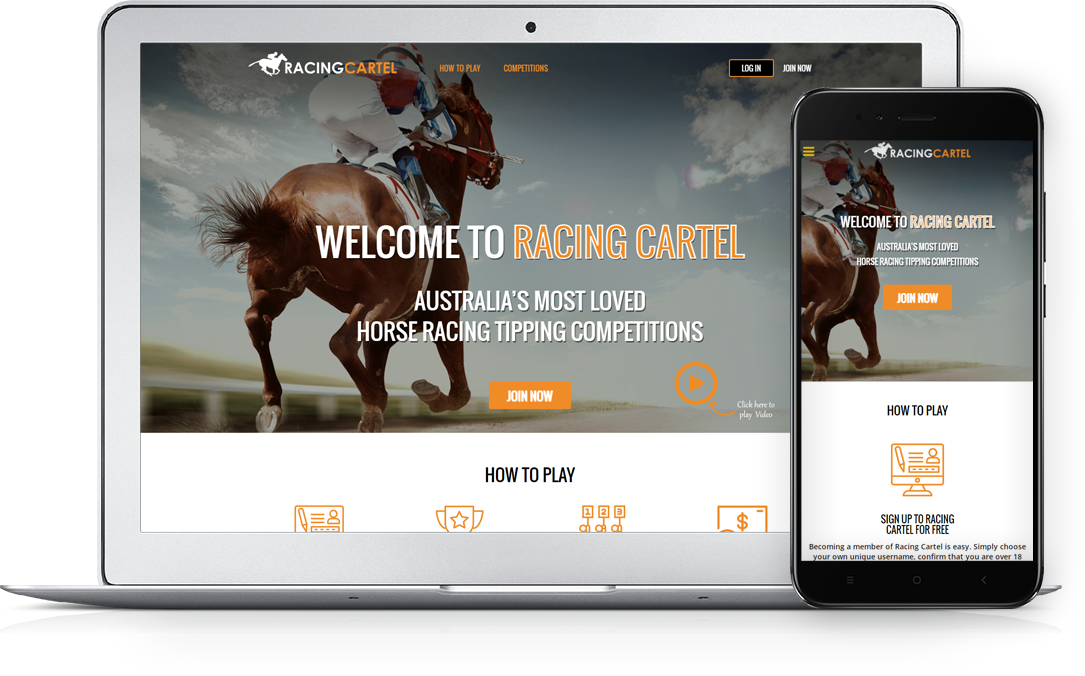 RACINGCARTEL
HOW TO PLAY
COMPETITIONS
LOG IN
JOIN NOW
WELCOME TO RACING CARTEL
AUSTRALIA'S MOST LOVED
HORSE RACING TIPPING COMPETITIONS
JOIN NOW
Click here to
play Video
HOW TO PLAY
1 2 3
$
RACINGCARTEL
WELCOME TO RACING CARTEL
AUSTRALIA'S MOST LOVED
HORSE RACING TIPPING COMPETITIONS
JOIN NOW
HOW TO PLAY
SIGN UP TO RACING
CARTEL FOR FREE
Becoming a member of Racing Cartel is easy. Simply choose
your own unique username, confirm that you are over 18